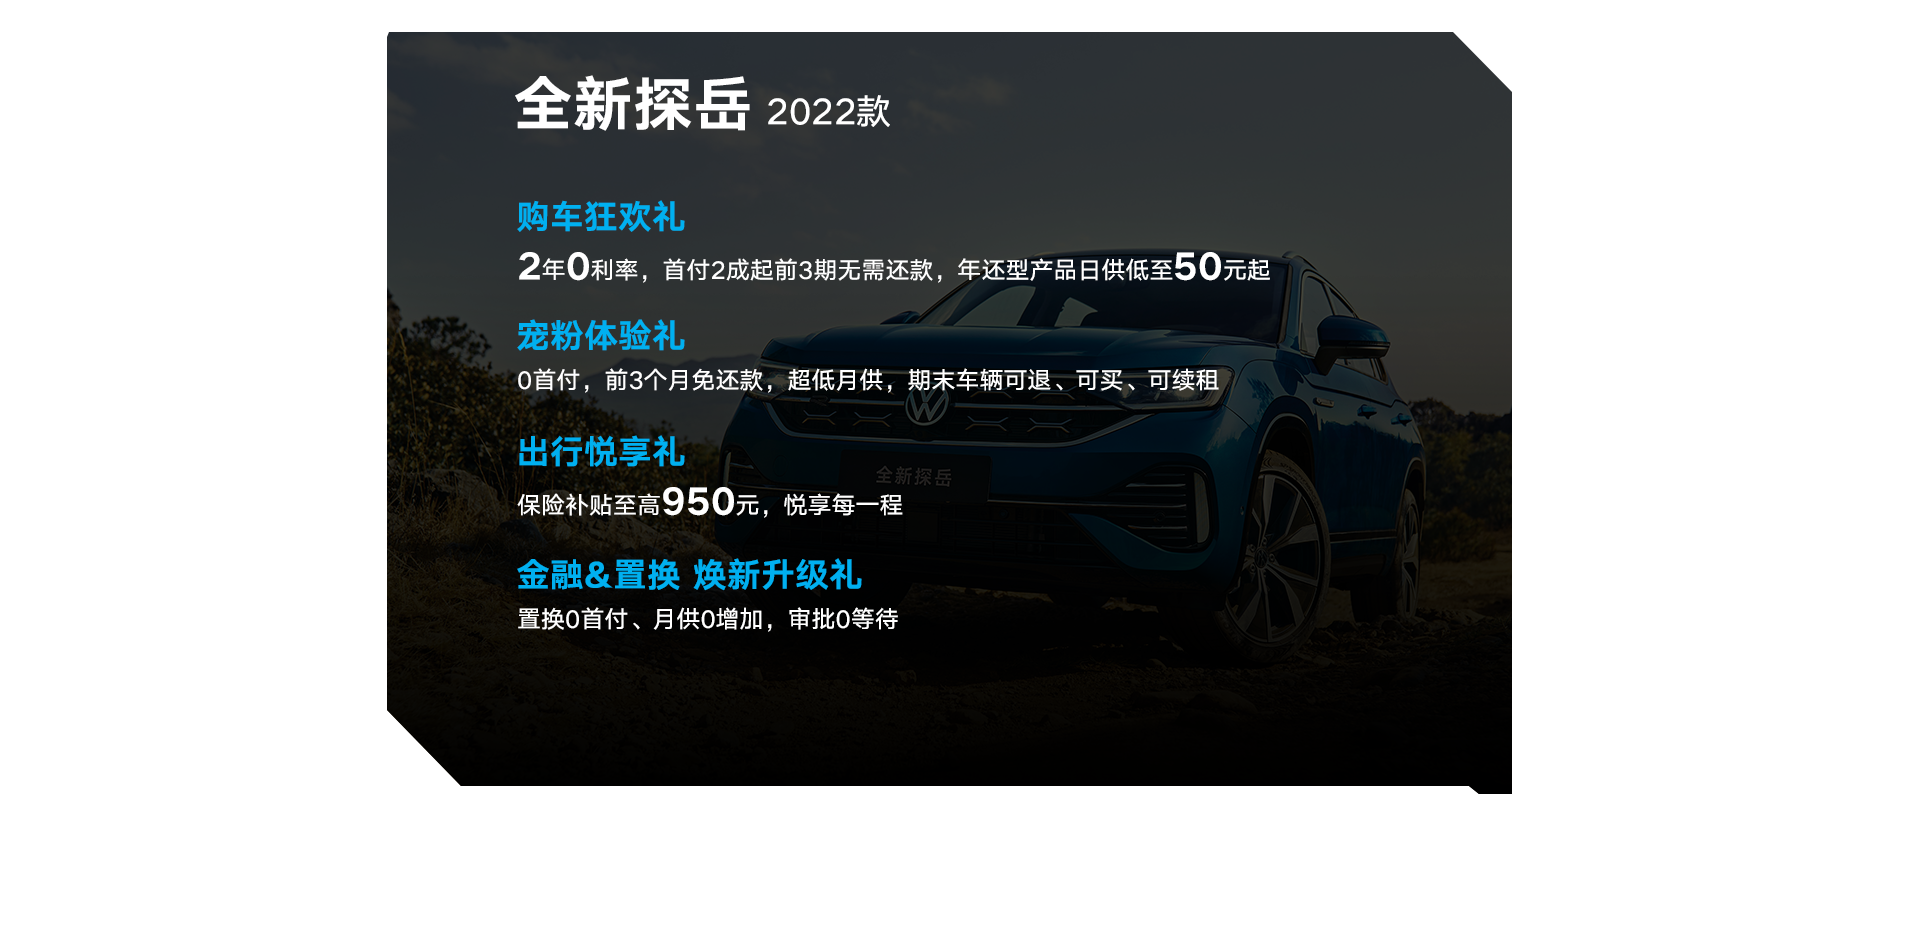 全新探岳 2022款
购车狂欢礼
2年0利率，首付2成起前3期无需还款，年还型产品日供低至50元起
宠粉体验礼
0首付，前3个月免还款，超低月供，期末车辆可退、可买、可续租
出行悦享礼
全新探岳
保险补贴至高950元，悦享每一程
金融&置换 焕新升级礼
置换0首付、月供0增加，审批0等待